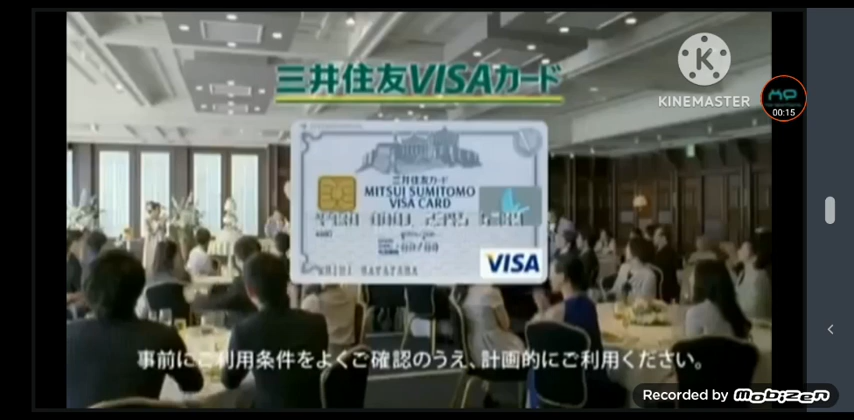 三井住友VISAカード
K
KINEMASTER
00:15
三井住友カード
MITSUI SUMITOMO
VISA CARD
VISA
事前にご利用条件をよくご確認のうえ、計画的にご利用ください。
Recorded by mobizen